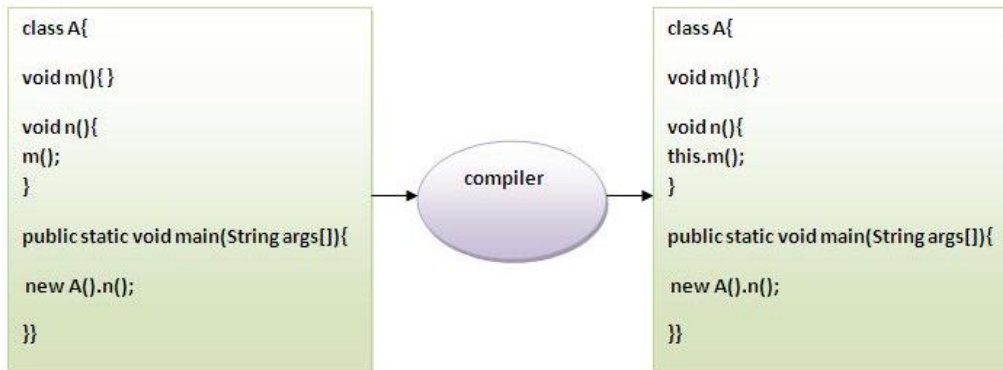 class A{
void m(){ }
void n(){
m();
}
public static void main(String args[]){
new A().n();
}}
compiler
class A{
void m(){ }
void n(){
this.m();
}
public static void main(String args[]){
new A().n();
}}